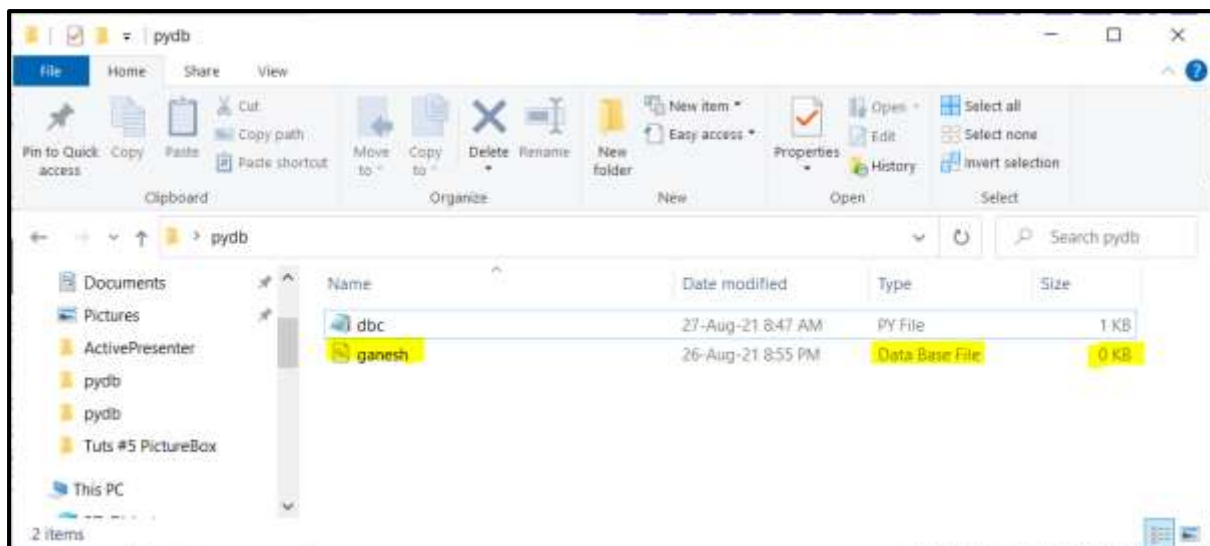 pydb
File Home Share View
Pin to Quick access
Copy
Paste
Cut
Copy path
Paste shortcut
Clipboard
Move to
Copy to
Delete
Rename
Organize
New folder
New item
Easy access
New
Properties
Open
Edit
History
Open
Select all
Select none
Invert selection
Select
> pydb
Search pydb
Documents
Pictures
ActivePresenter
pydb
pydb
Tuts #5 PictureBox
This PC
Name Date modified Type Size
dbc 27-Aug-21 8:47 AM PY File 1 KB
ganesh 26-Aug-21 8:55 PM Data Base File 0 KB
2 items